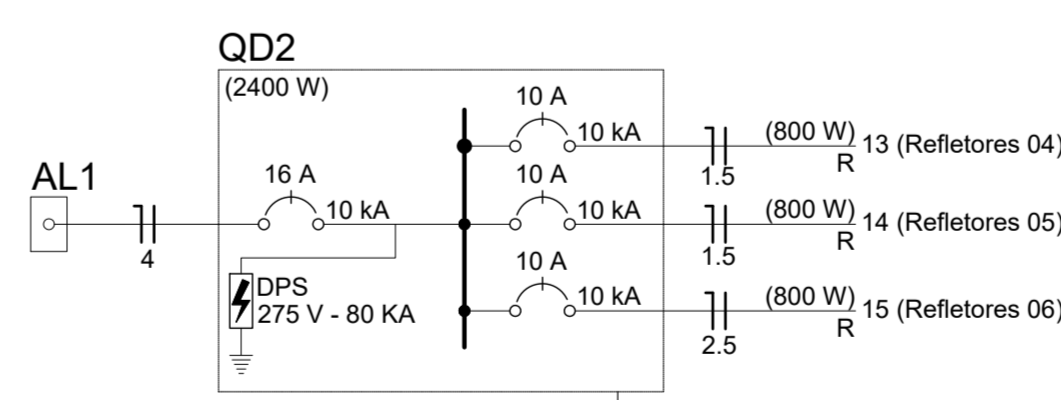 QD2
(2400 W)
AL1
4
16 A
10 kA
DPS
275 V - 80 KA
10 A
10 kA
1.5
(800 W)
R
13 (Refletores 04)
10 A
10 kA
1.5
(800 W)
R
14 (Refletores 05)
10 A
10 kA
2.5
(800 W)
R
15 (Refletores 06)